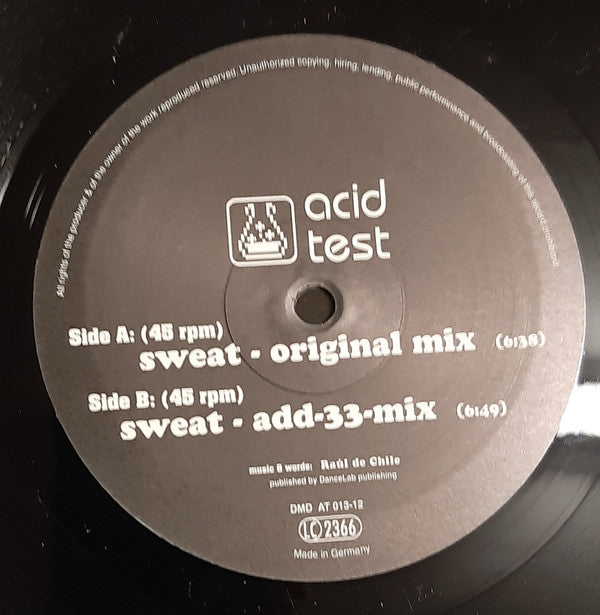 All rights of the producer & of the owner of the work reproduced reserved. Unauthorized copying, hiring, lending, public performance and broadcasting of this record prohibited.
acid
test
Side A: (45 rpm)
sweat - original mix (6:38)
Side B: (45 rpm)
sweat - add-33-mix (6:49)
music & words: Raúl de Chile
published by DanceLab publishing
DMD AT 013-12
LC 2366
Made in Germany